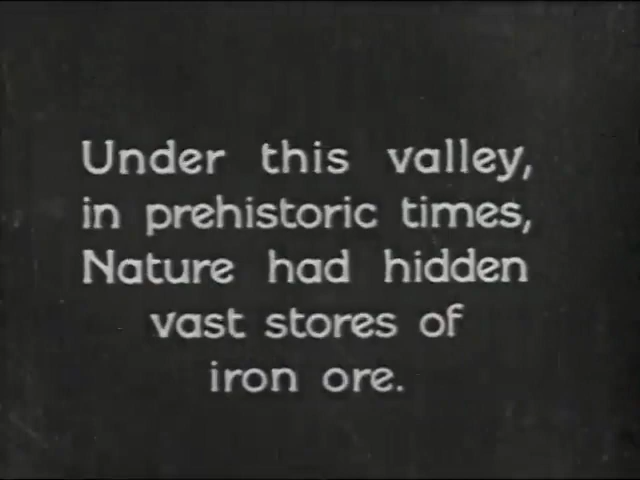 Under this valley,
in prehistoric times,
Nature had hidden
vast stores of
iron ore.